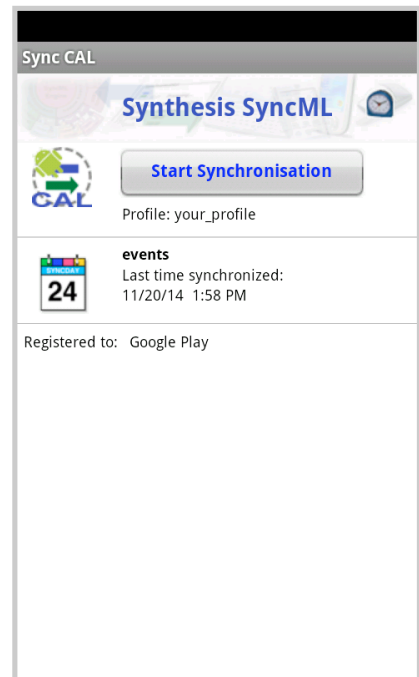 Sync CAL
Synthesis SyncML
CAL
Start Synchronisation
Profile: your_profile
events
Last time synchronized:
11/20/14 1:58 PM
SYNCDAY
24
Registered to: Google Play